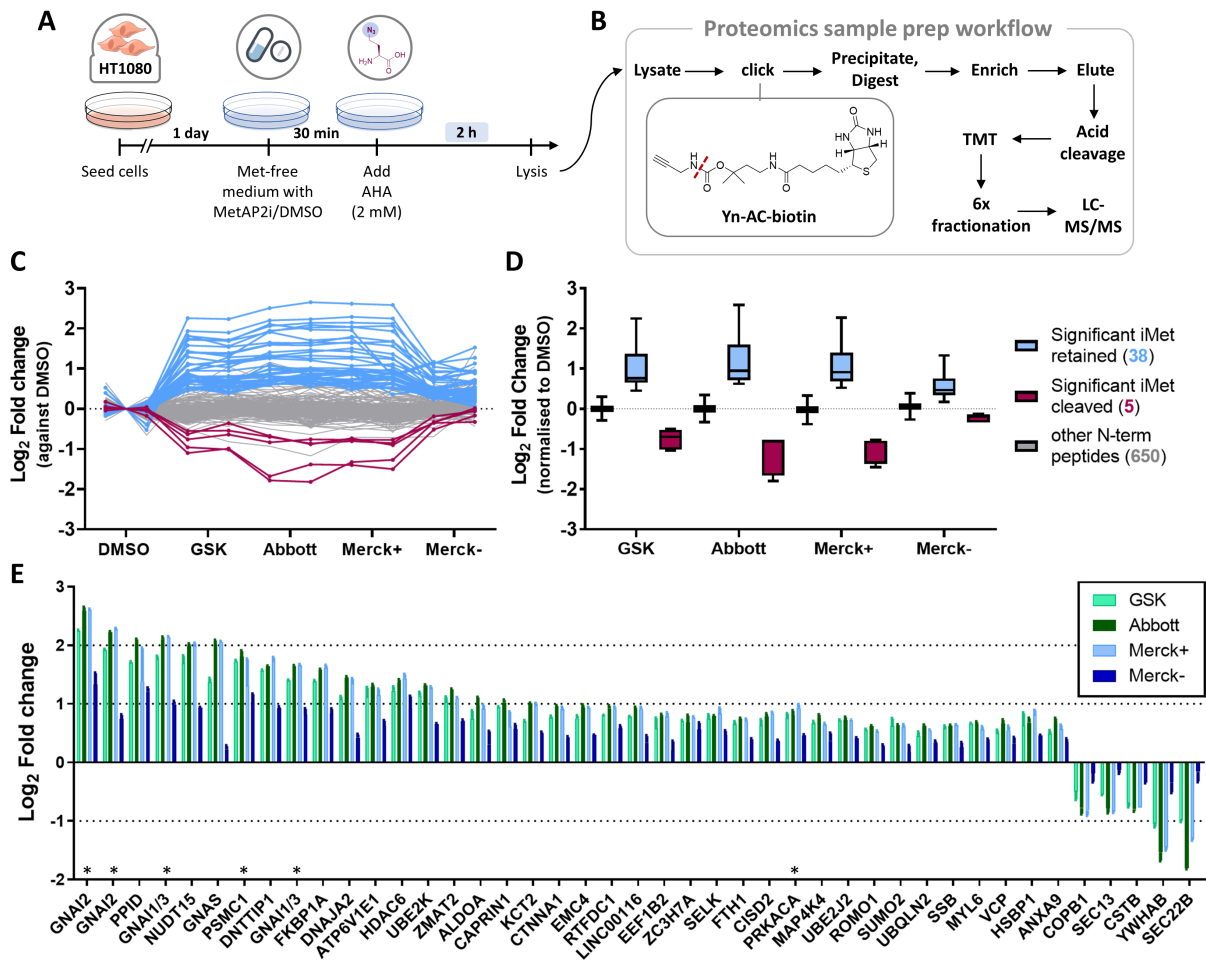 A
HT1080
N3
H2N
OH
O
1 day
30 min
2 h
Seed cells
Met-free
medium with
MetAP2i/DMSO
Add
AHA
(2 mM)
Lysis
B
Proteomics sample prep workflow
Lysate
click
Precipitate,
Digest
Enrich
Elute
Acid
cleavage
TMT
6x
fractionation
LC-
MS/MS
H
N
O
O
H
N
O
O
HN
NH
H
H
S
Yn-AC-biotin
C
Log2 Fold change
(against DMSO)
3
2
1
0
-1
-2
-3
DMSO
GSK
Abbott
Merck+
Merck-
D
Log2 Fold Change
(normalised to DMSO)
3
2
1
0
-1
-2
-3
GSK
Abbott
Merck+
Merck-
Significant iMet
retained (38)
Significant iMet
cleaved (5)
other N-term
peptides (650)
E
Log2 Fold change
3
2
1
0
-1
-2
GSK
Abbott
Merck+
Merck-
* * * * * *
GNAI2
GNAI2
PPID
GNAI1/3
NUDT15
GNAS
PSMC1
DNTTIP1
GNAI1/3
FKBP1A
DNAJA2
ATP6V1E1
HDAC6
UBE2K
ZMAT2
ALDOA
CAPRIN1
KCT2
CTNNA1
EMC4
RTFDC1
LINC00116
EEF1B2
ZC3H7A
SELK
FTH1
CISD2
PRKACA
MAP4K4
UBE2J2
ROMO1
SUMO2
UBQLN2
SSB
MYL6
VCP
HSBP1
ANXA9
COPB1
SEC13
CSTB
YWHAB
SEC22B